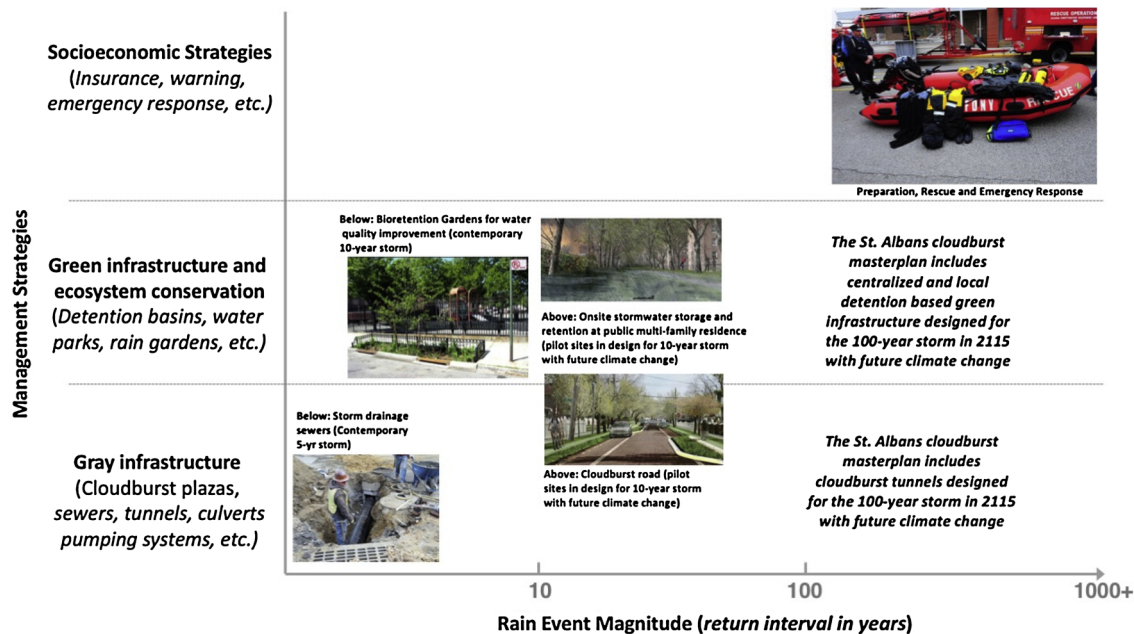 Socioeconomic Strategies
(Insurance, warning,
emergency response, etc.)
RESCUE OPERATIO
FDNY RESCUE
Preparation, Rescue and Emergency Response
Management Strategies
Green infrastructure and
ecosystem conservation
(Detention basins, water
parks, rain gardens, etc.)
Below: Bioretention Gardens for water
quality improvement (contemporary
10-year storm)
Above: Onsite stormwater storage and
retention at public multi-family residence
(pilot sites in design for 10-year storm
with future climate change)
The St. Albans cloudburst
masterplan includes
centralized and local
detention based green
infrastructure designed for
the 100-year storm in 2115
with future climate change
Gray infrastructure
(Cloudburst plazas,
sewers, tunnels, culverts
pumping systems, etc.)
Below: Storm drainage
sewers (Contemporary
5-yr storm)
Above: Cloudburst road (pilot
sites in design for 10-year storm
with future climate change)
The St. Albans cloudburst
masterplan includes
cloudburst tunnels designed
for the 100-year storm in 2115
with future climate change
10
100
1000+
Rain Event Magnitude (return interval in years)